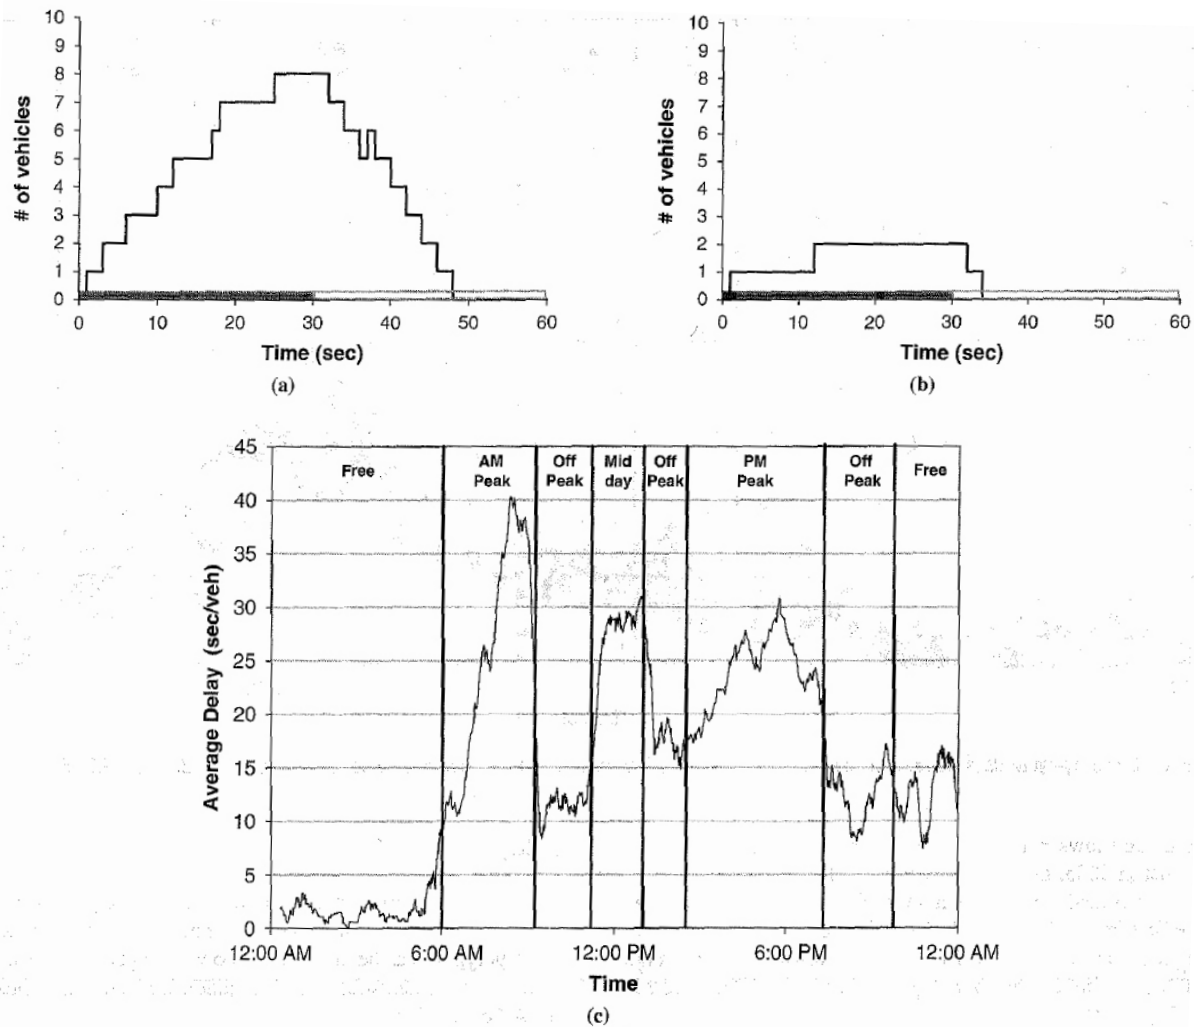 10
9
8
7
6
5
4
3
2
1
0
# of vehicles
0 10 20 30 40 50 60
Time (sec)
(a)
10
9
8
7
6
5
4
3
2
1
0
# of vehicles
0 10 20 30 40 50 60
Time (sec)
(b)
45
40
35
30
25
20
15
10
5
0
Average Delay (sec/veh)
Free
AM
Peak
Off
Peak
Mid
day
Off
Peak
PM
Peak
Off
Peak
Free
12:00 AM 6:00 AM 12:00 PM 6:00 PM 12:00 AM
Time
(c)